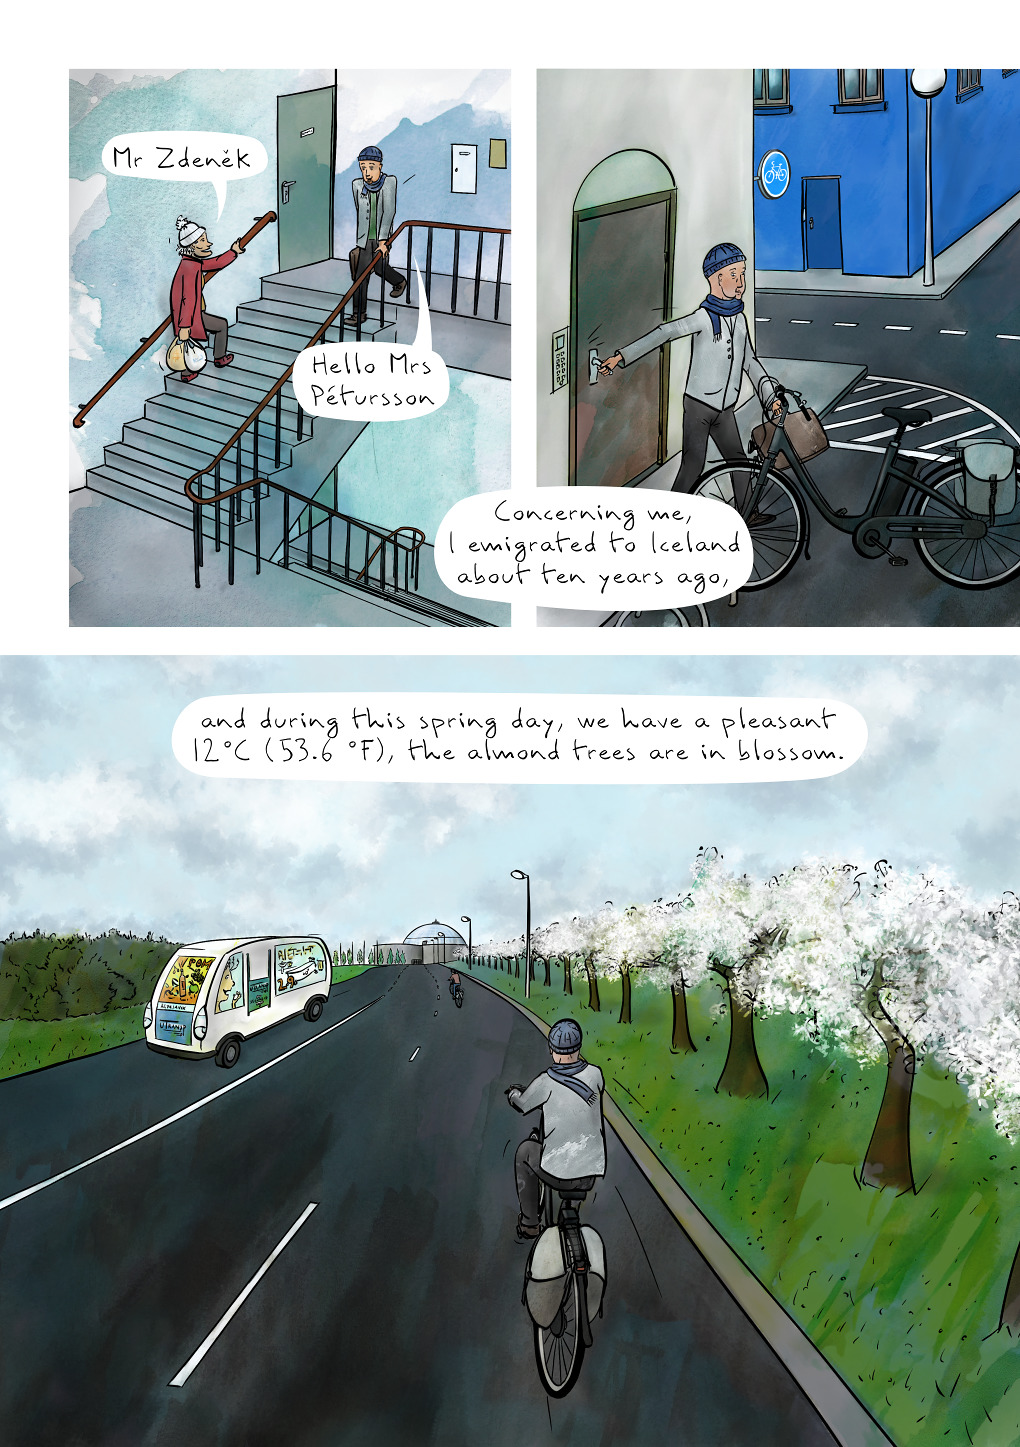 Mr Zdeněk
Hello Mrs
Pétursson
Concerning me,
I emigrated to Iceland
about ten years ago,
and during this spring day, we have a pleasant
12°C (53.6 °F), the almond trees are in blossom.